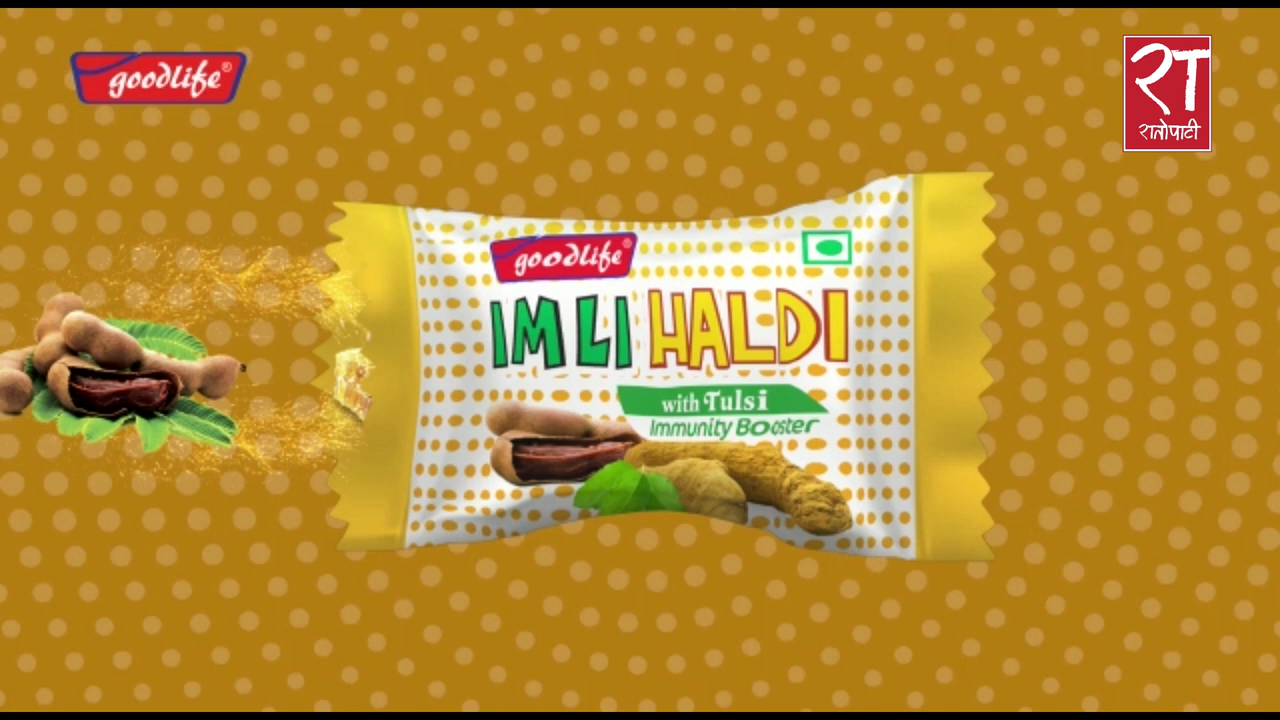 goodlife®
रा
रातोपाटी
goodlife®
IMLI HALDI
with Tulsi
Immunity Booster